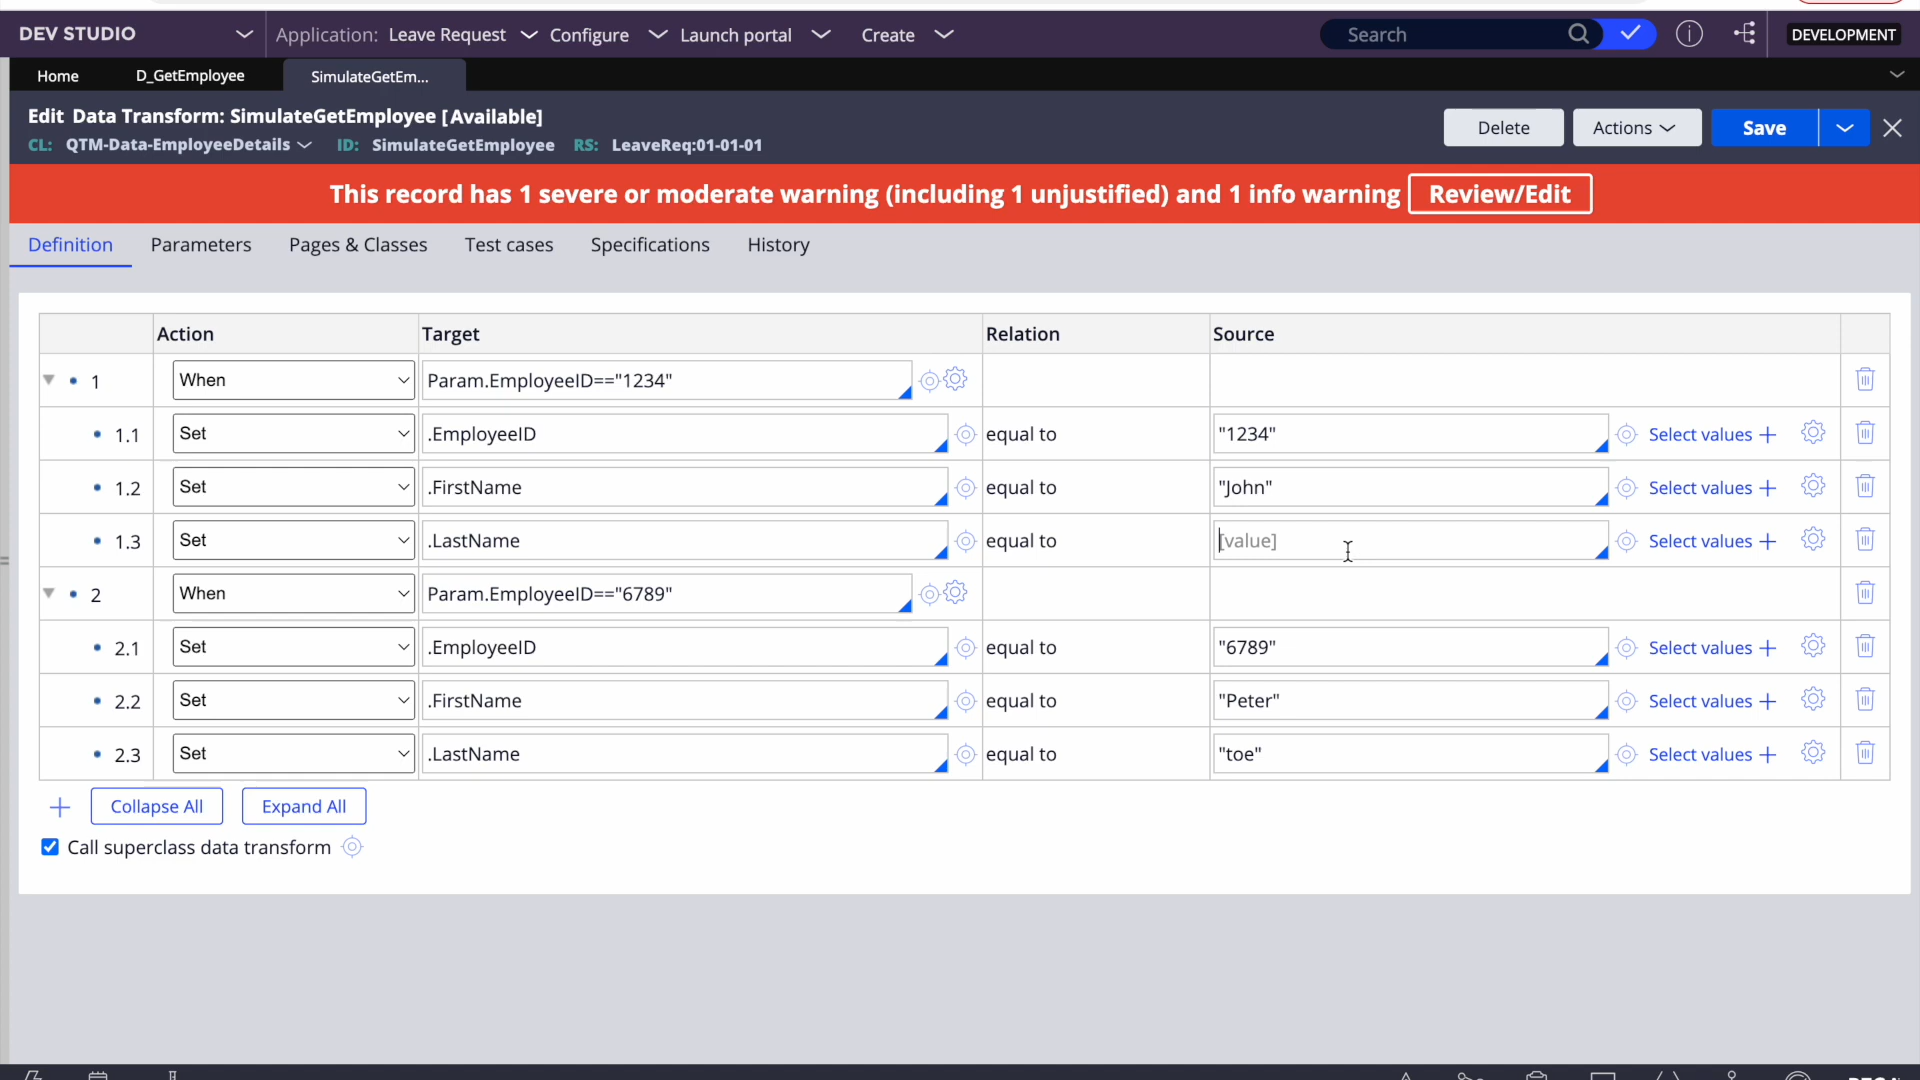 DEV STUDIO
Application: Leave Request Configure Launch portal Create Search DEVELOPMENT
Home D_GetEmployee SimulateGetEm...
Edit Data Transform: SimulateGetEmployee [Available]
CL: QTM-Data-EmployeeDetails ID: SimulateGetEmployee RS: LeaveReq:01-01-01
Delete Actions Save
This record has 1 severe or moderate warning (including 1 unjustified) and 1 info warning Review/Edit
Definition Parameters Pages & Classes Test cases Specifications History
Action Target Relation Source
1 When Param.EmployeeID=="1234"
1.1 Set .EmployeeID equal to "1234" Select values
1.2 Set .FirstName equal to "John" Select values
1.3 Set .LastName equal to [value] Select values
2 When Param.EmployeeID=="6789"
2.1 Set .EmployeeID equal to "6789" Select values
2.2 Set .FirstName equal to "Peter" Select values
2.3 Set .LastName equal to "toe" Select values
Collapse All Expand All
Call superclass data transform